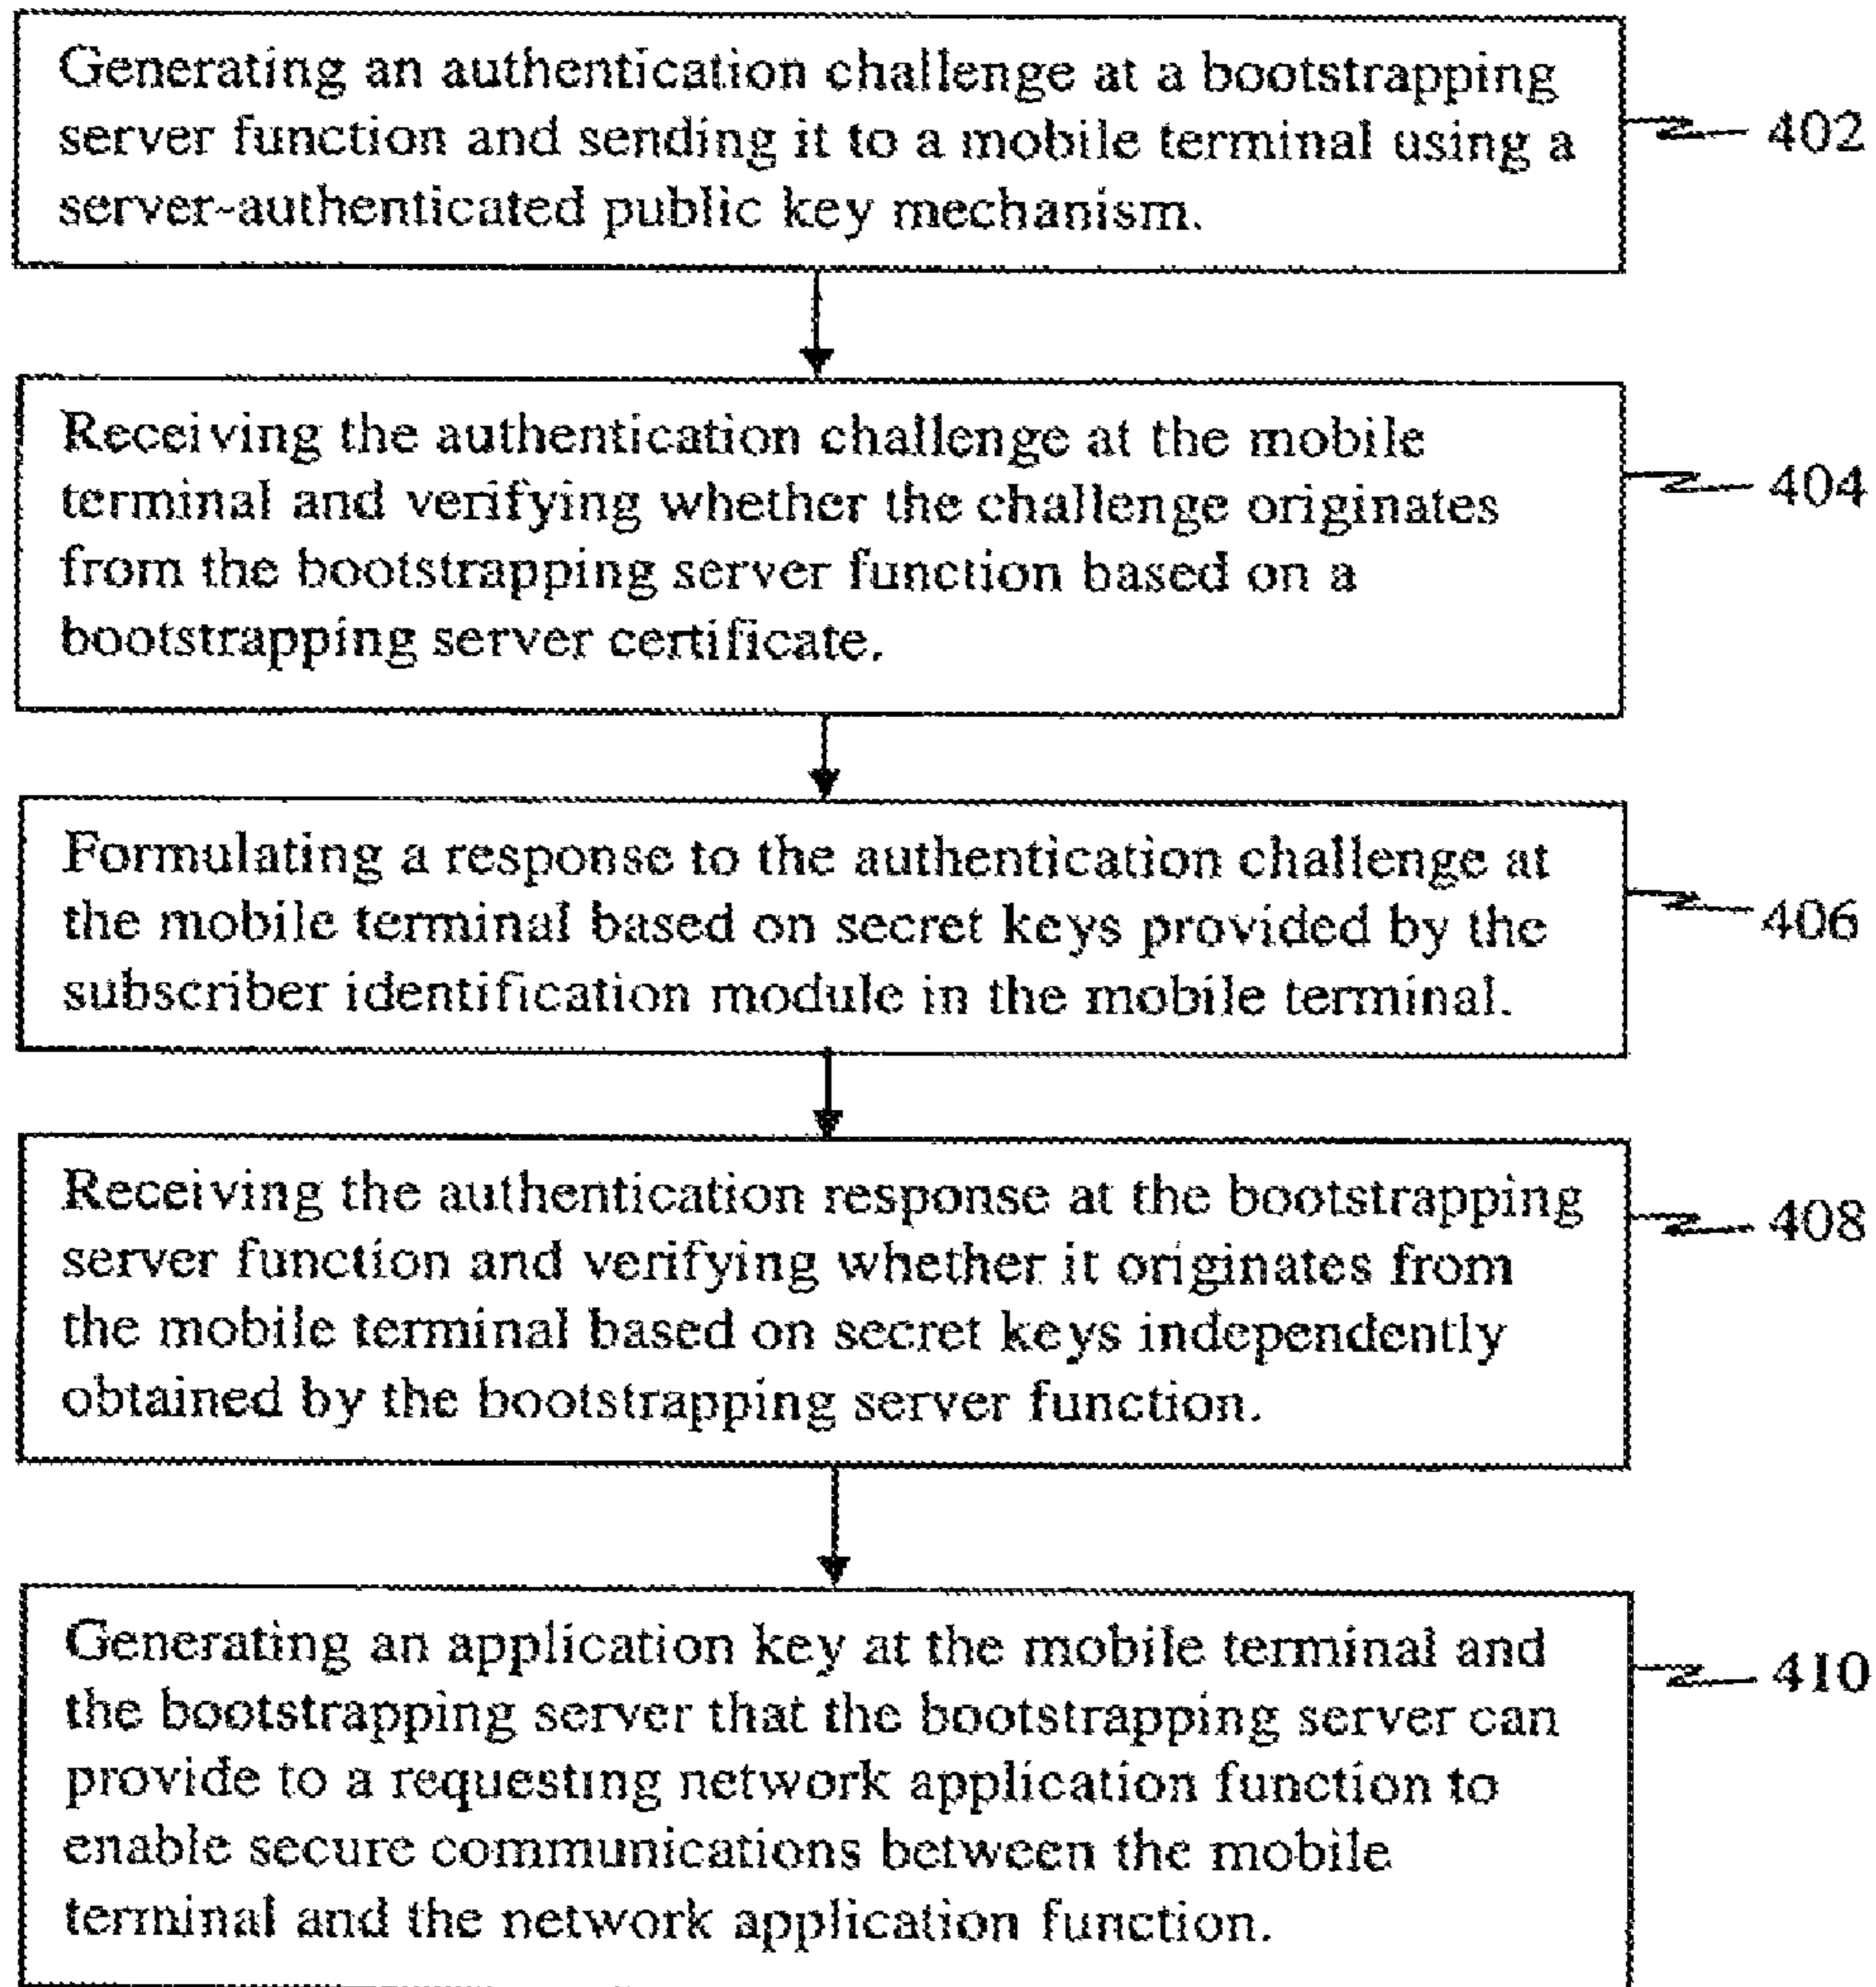 Generating an authentication challenge at a bootstrapping
server function and sending it to a mobile terminal using a
server-authenticated public key mechanism.
402
Receiving the authentication challenge at the mobile
terminal and verifying whether the challenge originates
from the bootstrapping server function based on a
bootstrapping server certificate.
404
Formulating a response to the authentication challenge at
the mobile terminal based on secret keys provided by the
subscriber identification module in the mobile terminal.
406
Receiving the authentication response at the bootstrapping
server function and verifying whether it originates from
the mobile terminal based on secret keys independently
obtained by the bootstrapping server function.
408
Generating an application key at the mobile terminal and
the bootstrapping server that the bootstrapping server can
provide to a requesting network application function to
enable secure communications between the mobile
terminal and the network application function.
410